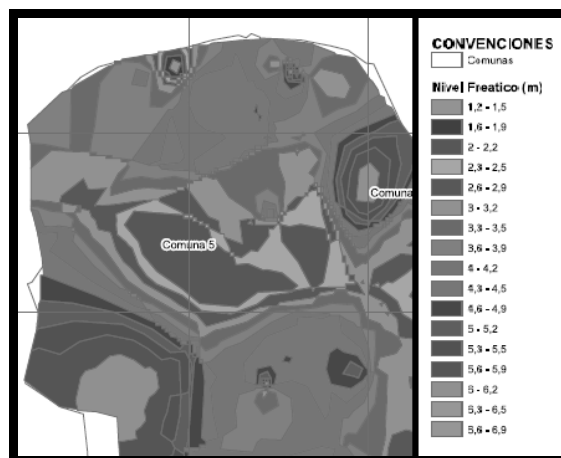 CONVENCIONES
Comunas
Nivel Freatico (m)
1,2 - 1,5
1,6 - 1,9
2 - 2,2
2,3 - 2,5
2,6 - 2,9
3 - 3,2
3,3 - 3,5
3,6 - 3,9
4 - 4,2
4,3 - 4,5
4,6 - 4,9
5 - 5,2
5,3 - 5,5
5,6 - 5,9
6 - 6,2
6,3 - 6,5
6,6 - 6,9
Comuna
Comuna 5